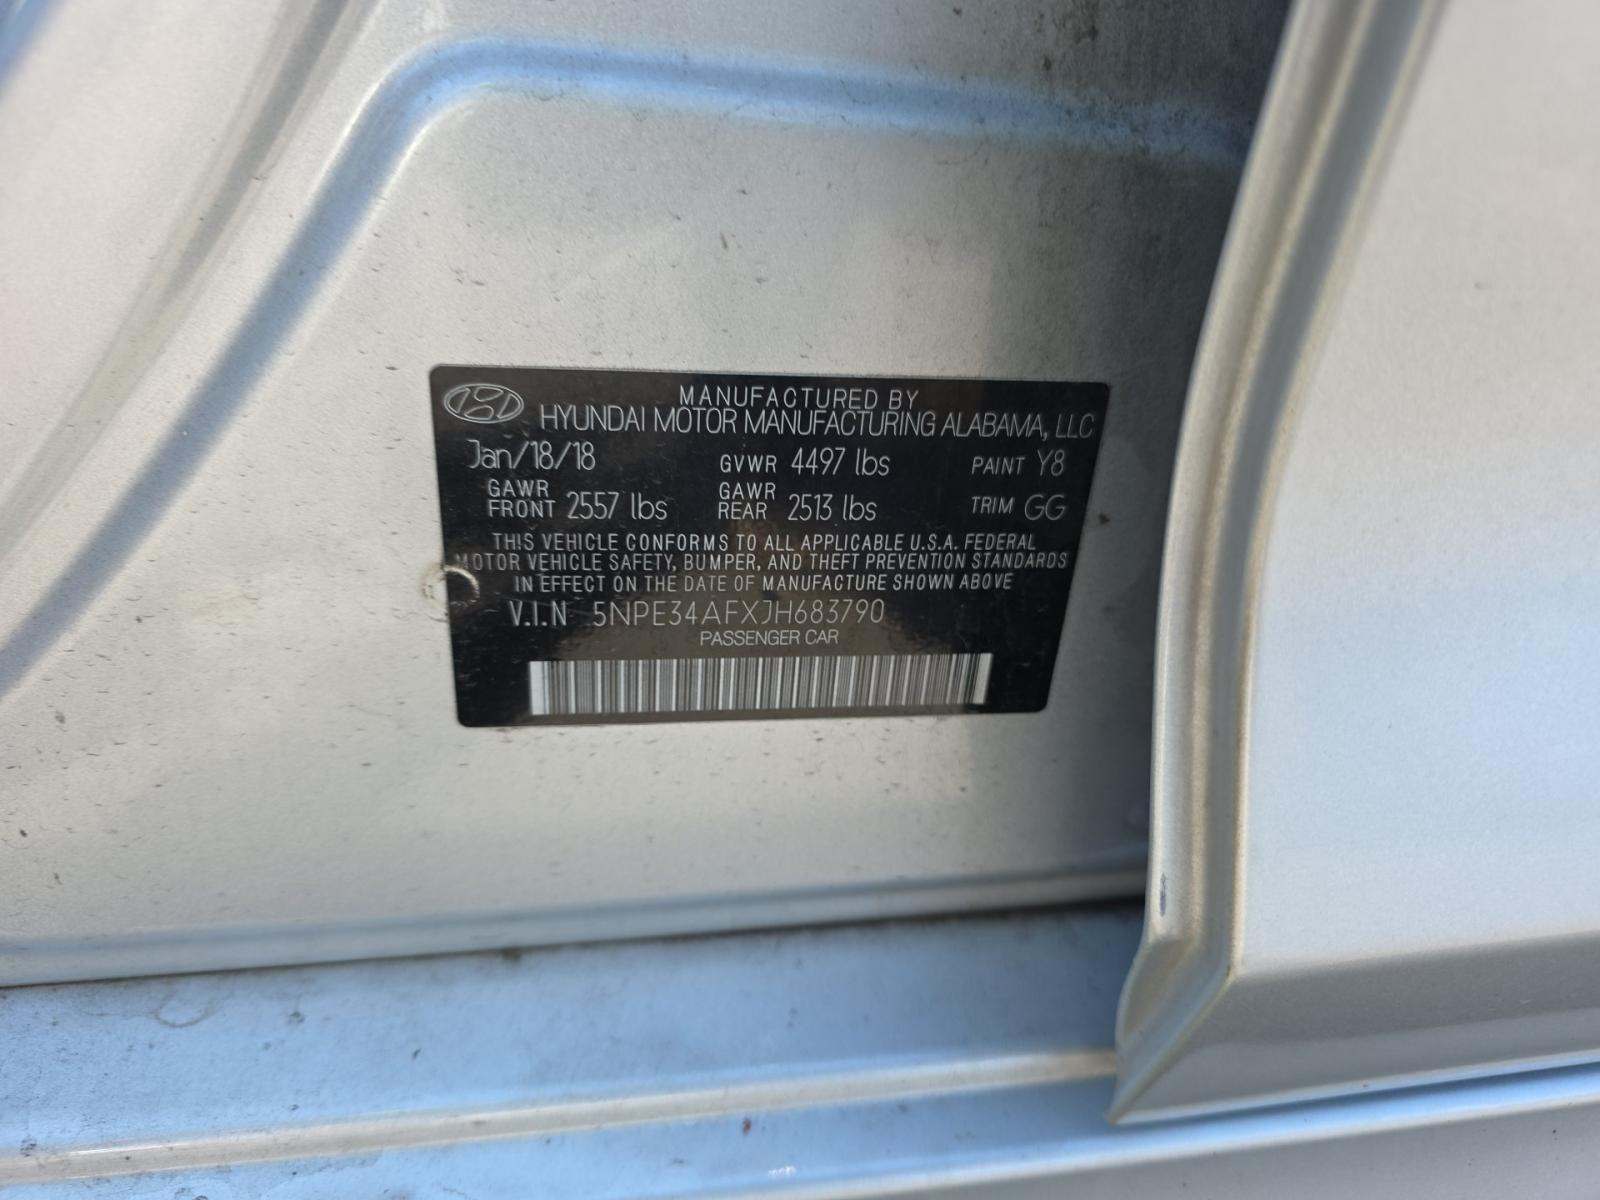 MANUFACTURED BY
HYUNDAI MOTOR MANUFACTURING ALABAMA, LLC
Jan/18/18 GVWR 4497 lbs PAINT Y8
GAWR FRONT 2557 lbs GAWR REAR 2513 lbs TRIM GG
THIS VEHICLE CONFORMS TO ALL APPLICABLE U.S.A. FEDERAL
MOTOR VEHICLE SAFETY, BUMPER, AND THEFT PREVENTION STANDARDS
IN EFFECT ON THE DATE OF MANUFACTURE SHOWN ABOVE
V.I.N 5NPE34AFXJH683790
PASSENGER CAR